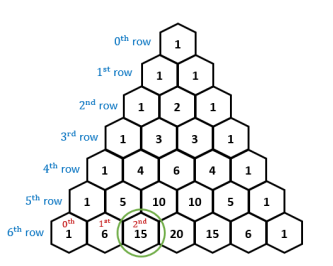 0th row 1
1st row 1 1
2nd row 1 2 1
3rd row 1 3 3 1
4th row 1 4 6 4 1
5th row 1 5 10 10 5 1
0th 1st 2nd
6th row 1 6 15 20 15 6 1